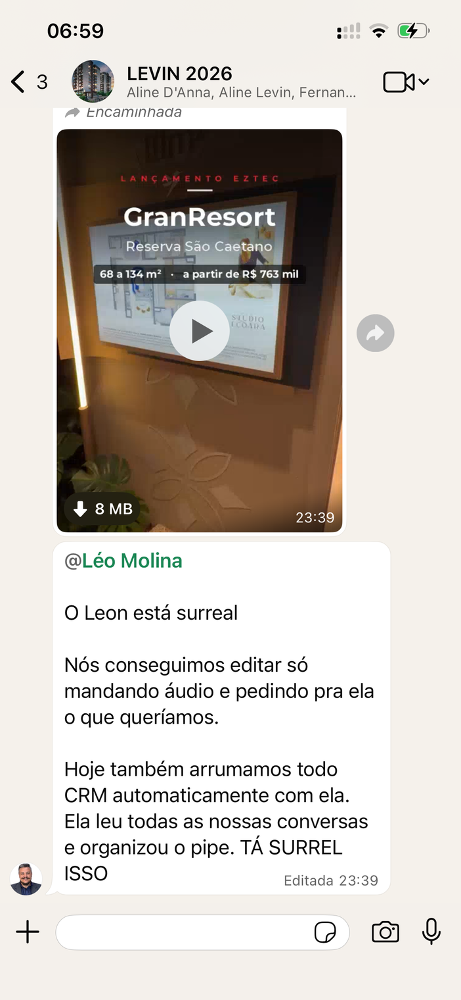 06:59
3
LEVIN 2026
Aline D'Anna, Aline Levin, Fernan...
Encaminhada
LANÇAMENTO EZTEC
GranResort
Reserva São Caetano
68 a 134 m² · a partir de R$ 763 mil
8 MB
23:39
@Léo Molina
O Leon está surreal
Nós conseguimos editar só
mandando áudio e pedindo pra ela
o que queríamos.
Hoje também arrumamos todo
CRM automaticamente com ela.
Ela leu todas as nossas conversas
e organizou o pipe. TÁ SURREL
ISSO
Editada 23:39